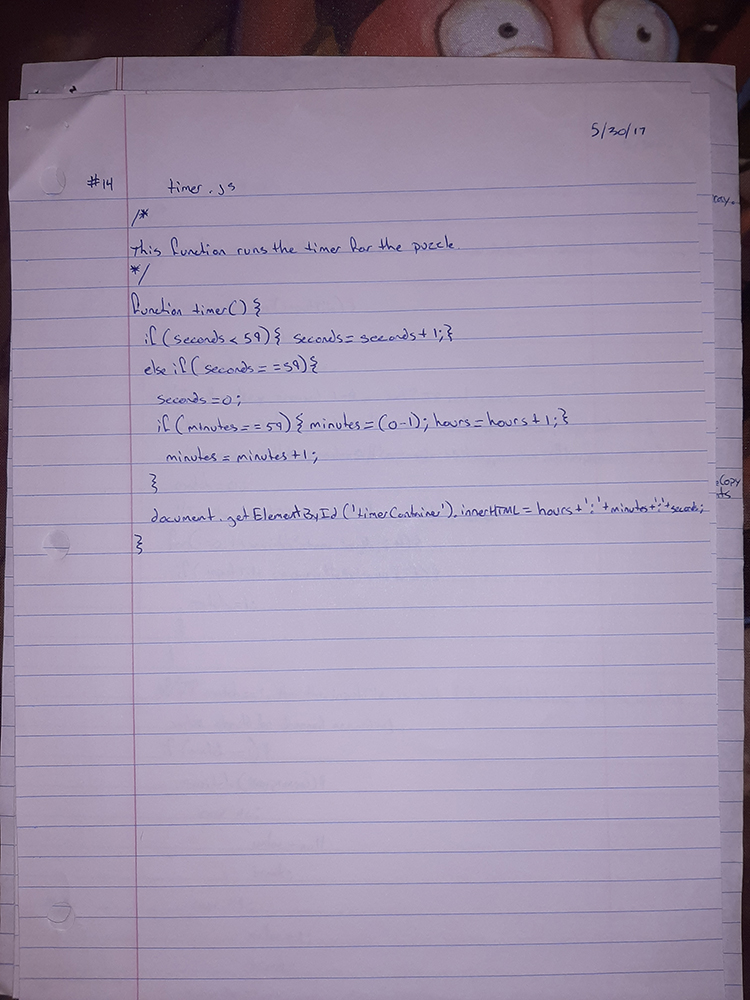 5/30/17
#14 timer.js
/*
This function runs the timer for the puzzle.
*/
function timer() {
if (seconds < 59) { seconds = seconds + 1; }
else if (seconds == 59) {
seconds = 0;
if (minutes == 59) { minutes = (0-1); hours = hours + 1; }
minutes = minutes + 1;
}
document.getElementById('timerContainer').innerHTML = hours + ':' + minutes + ':' + seconds;
}
Copy